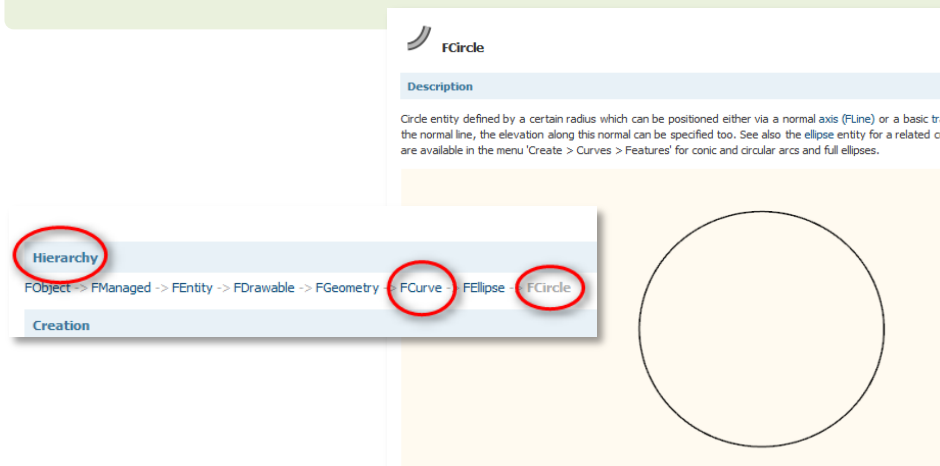 FCircle
Description
Circle entity defined by a certain radius which can be positioned either via a normal axis (FLine) or a basic
the normal line, the elevation along this normal can be specified too. See also the ellipse entity for a related
are available in the menu 'Create > Curves > Features' for conic and circular arcs and full ellipses.
Hierarchy
FObject -> FManaged -> FEntity -> FDrawable -> FGeometry -> FCurve -> FEllipse -> FCircle
Creation